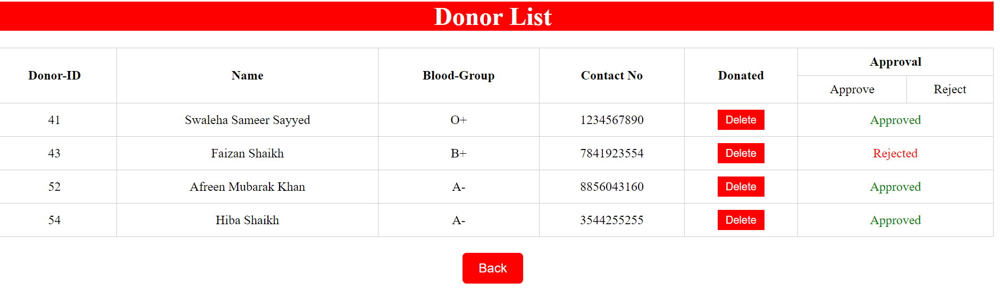 Donor List
Donor-ID Name Blood-Group Contact No Donated Approval
Approve Reject
41 Swaleha Sameer Sayyed O+ 1234567890 Delete Approved
43 Faizan Shaikh B+ 7841923554 Delete Rejected
52 Afreen Mubarak Khan A- 8856043160 Delete Approved
54 Hiba Shaikh A- 3544255255 Delete Approved
Back